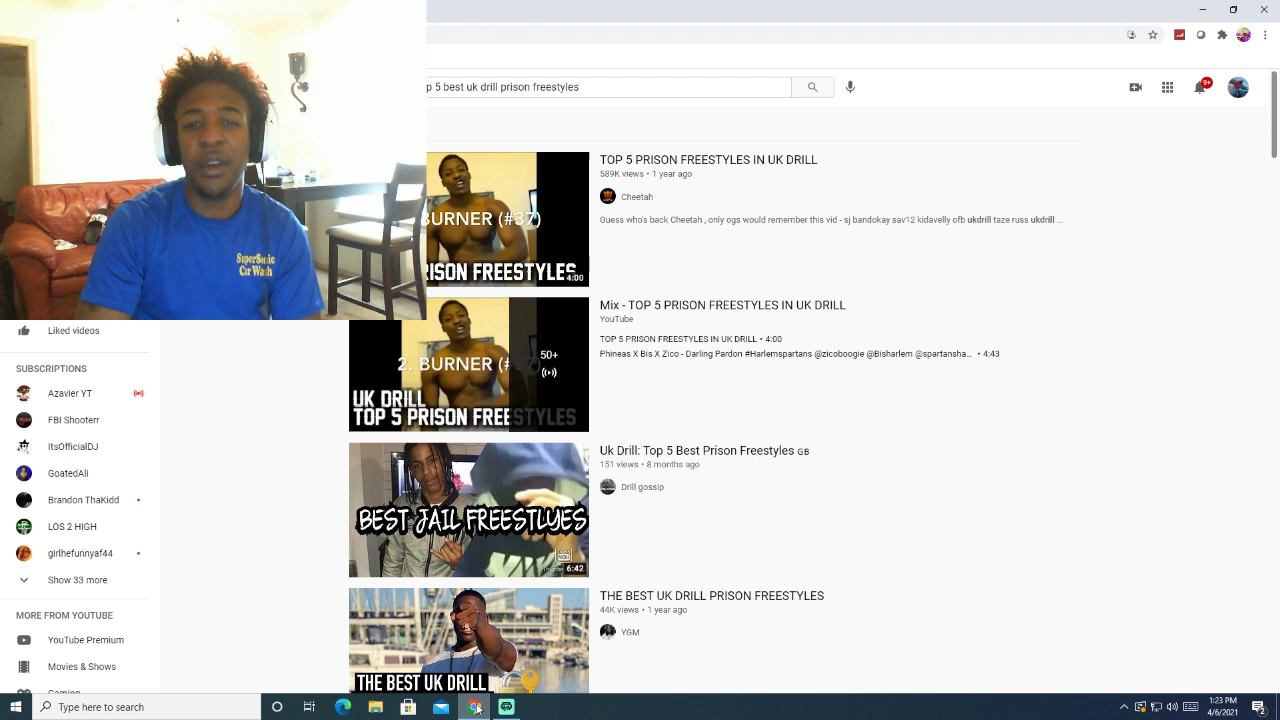 p 5 best uk drill prison freestyles
9+
SuperSonic
Car Wash
BURNER (#37)
RISON FREESTYLES
4:00
TOP 5 PRISON FREESTYLES IN UK DRILL
589K views • 1 year ago
Cheetah
Guess who's back Cheetah , only ogs would remember this vid - sj bandokay sav12 kidavelly ofb ukdrill taze russ ukdrill ...
2. BURNER (#37)
50+
UK DRILL
TOP 5 PRISON FREESTYLES
Mix - TOP 5 PRISON FREESTYLES IN UK DRILL
YouTube
TOP 5 PRISON FREESTYLES IN UK DRILL • 4:00
Phineas X Bis X Zico - Darling Pardon #Harlemspartans @zicoboogie @Bisharlem @spartansha... • 4:43
BEST JAIL FREESTLYES
6:42
Uk Drill: Top 5 Best Prison Freestyles GB
151 views • 8 months ago
Drill gossip
THE BEST UK DRILL
THE BEST UK DRILL PRISON FREESTYLES
44K views • 1 year ago
YGM
Liked videos
SUBSCRIPTIONS
Azavier YT
FBI Shooterr
ItsOfficialDJ
GoatedAli
Brandon ThaKidd
LOS 2 HIGH
girlhefunnyaf44
Show 33 more
MORE FROM YOUTUBE
YouTube Premium
Movies & Shows
Gaming
Type here to search
1:23 PM
4/6/2021